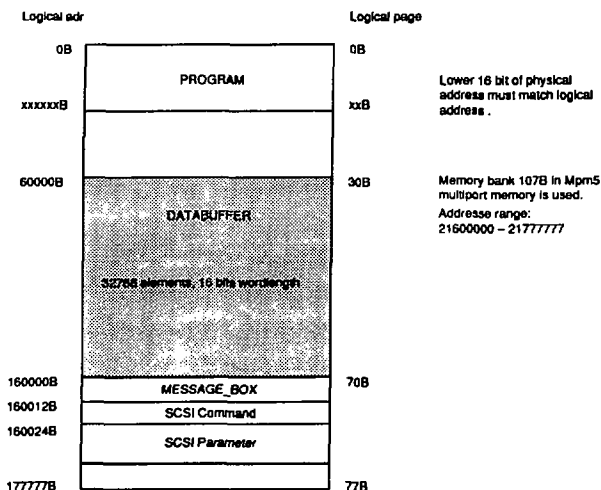 Logical adr
Logical page
0B
0B
PROGRAM
Lower 16 bit of physical
address must match logical
address .
xxxxxxB
xxB
60000B
30B
Memory bank 107B in Mpm5
multiport memory is used.
Addresse range:
21600000 – 21777777
DATABUFFER
32768 elements, 16 bits wordlength
160000B
70B
MESSAGE_BOX
160012B
SCSI Command
160024B
SCSI Parameter
177777B
77B